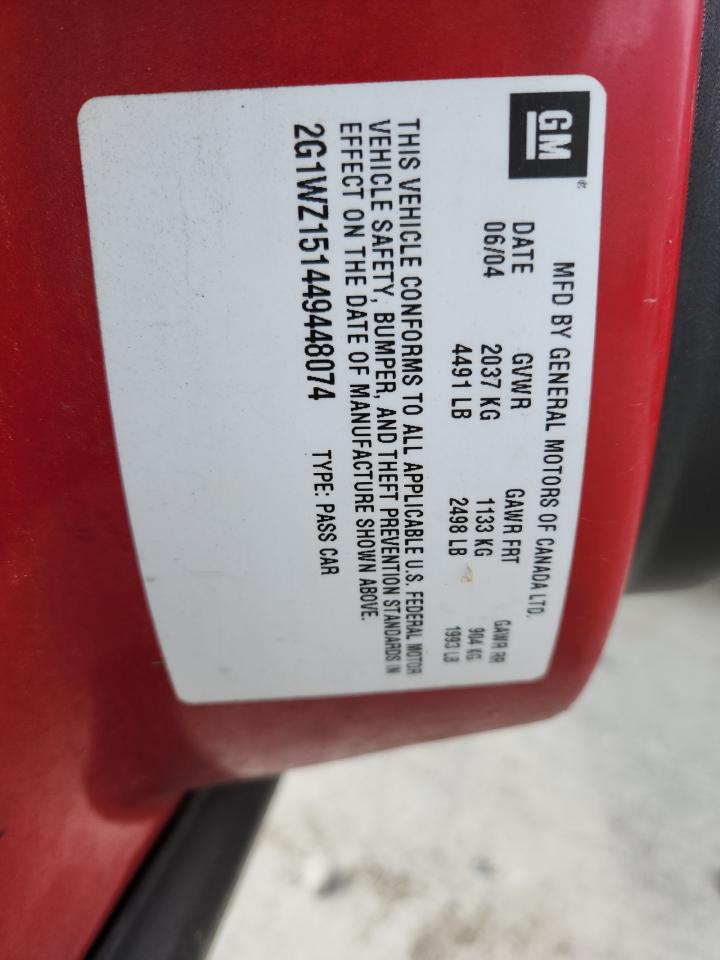 GM
MFD BY GENERAL MOTORS OF CANADA LTD.
DATE GVWR GAWR FRT GAWR RR
06/04 2037 KG 1133 KG 904 KG
4491 LB 2498 LB 1993 LB
THIS VEHICLE CONFORMS TO ALL APPLICABLE U.S. FEDERAL MOTOR
VEHICLE SAFETY, BUMPER, AND THEFT PREVENTION STANDARDS IN
EFFECT ON THE DATE OF MANUFACTURE SHOWN ABOVE.
2G1WZ151449448074 TYPE: PASS CAR